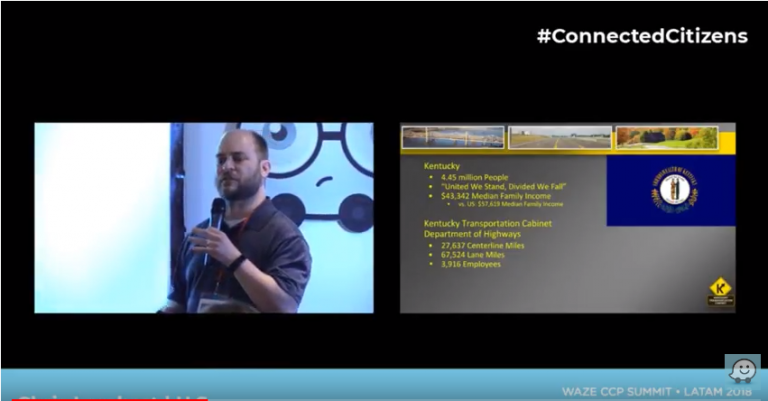 #ConnectedCitizens
Kentucky
4.45 million People
"United We Stand, Divided We Fall"
$43,342 Median Family Income
vs. US $57,618 Median Family Income
Kentucky Transportation Cabinet
Department of Highways
27,637 Centerline Miles
67,524 Lane Miles
3,916 Employees
WAZE CCP SUMMIT • LATAM 2018